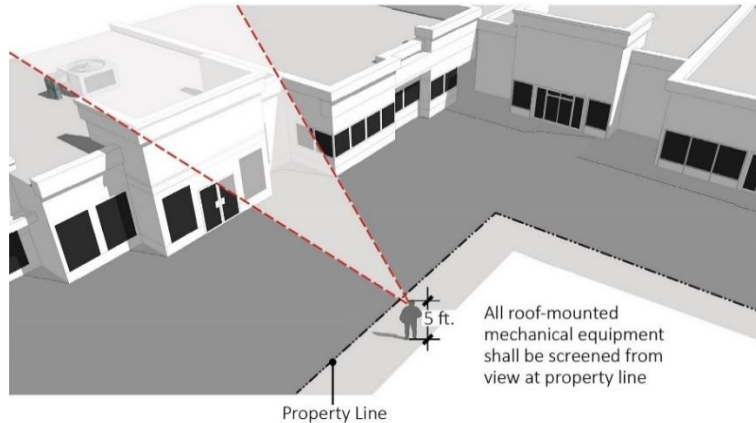 5 ft.
All roof-mounted
mechanical equipment
shall be screened from
view at property line
Property Line